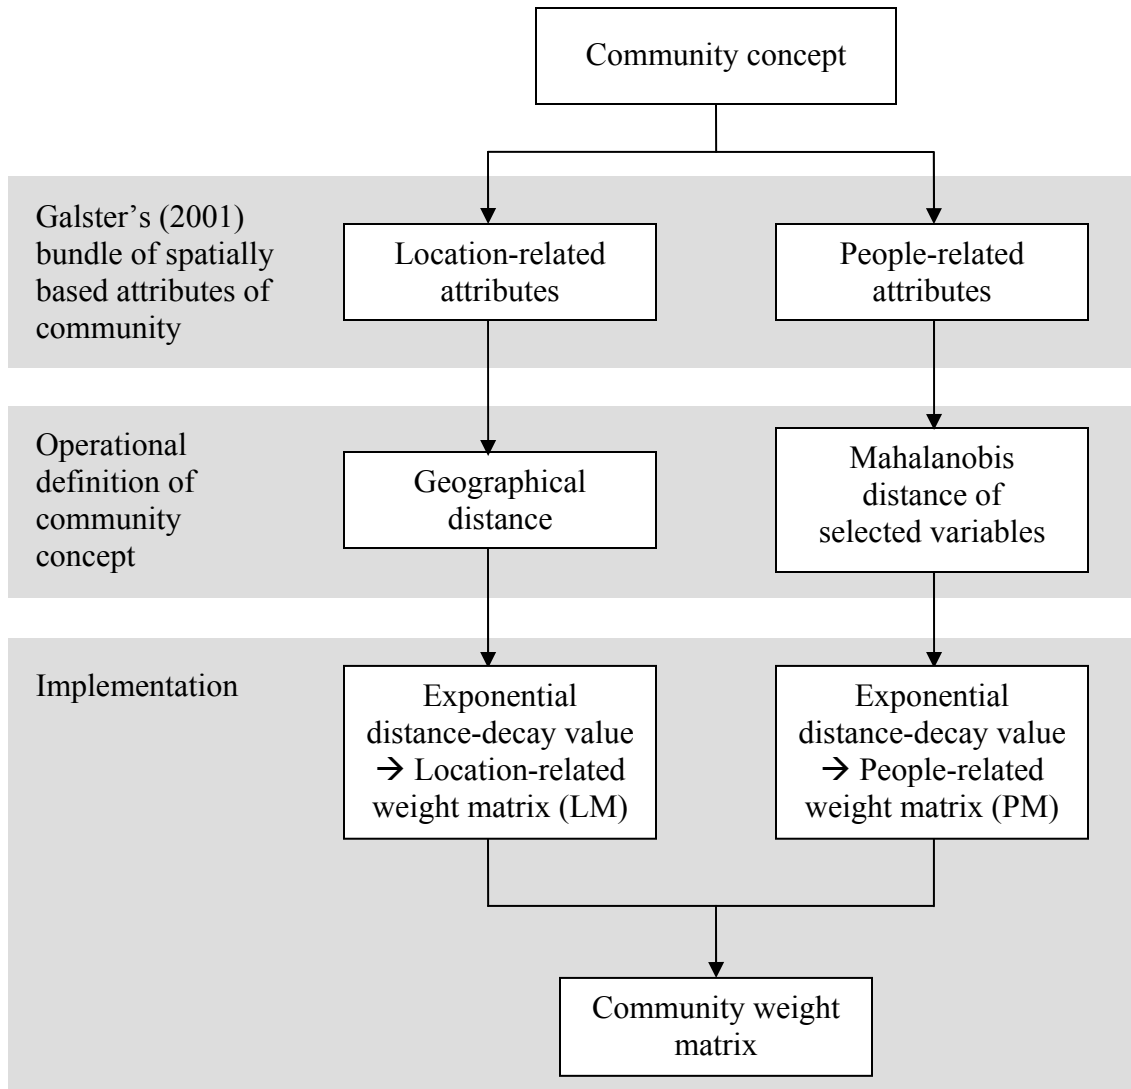 Community concept
Galster’s (2001)
bundle of spatially
based attributes of
community
Location-related
attributes
People-related
attributes
Operational
definition of
community
concept
Geographical
distance
Mahalanobis
distance of
selected variables
Implementation
Exponential
distance-decay value
→ Location-related
weight matrix (LM)
Exponential
distance-decay value
→ People-related
weight matrix (PM)
Community weight
matrix